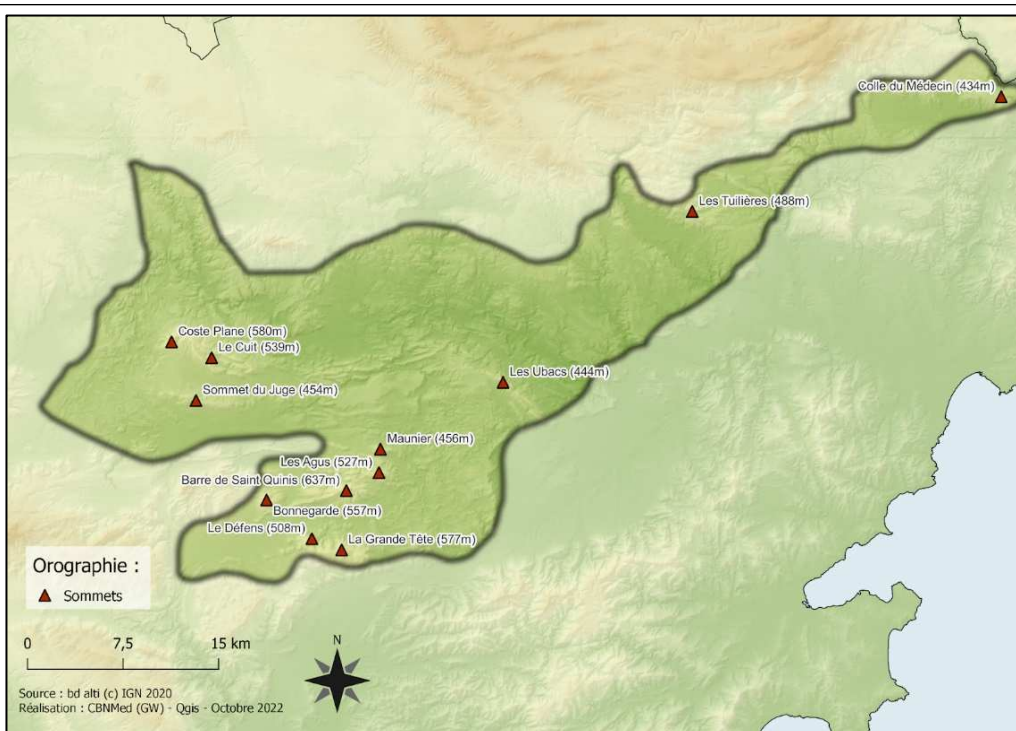 Colle du Médecin (434m)
Les Tuilières (488m)
Coste Plane (580m)
Le Cuit (539m)
Les Ubacs (444m)
Sommet du Juge (454m)
Maunier (456m)
Les Agus (527m)
Barre de Saint Quinis (637m)
Bonnegarde (557m)
Le Défens (508m)
La Grande Tête (577m)
Orographie :
Sommets
0 7,5 15 km
N
Source : bd alti (c) IGN 2020
Réalisation : CBNMed (GW) - Qgis - Octobre 2022